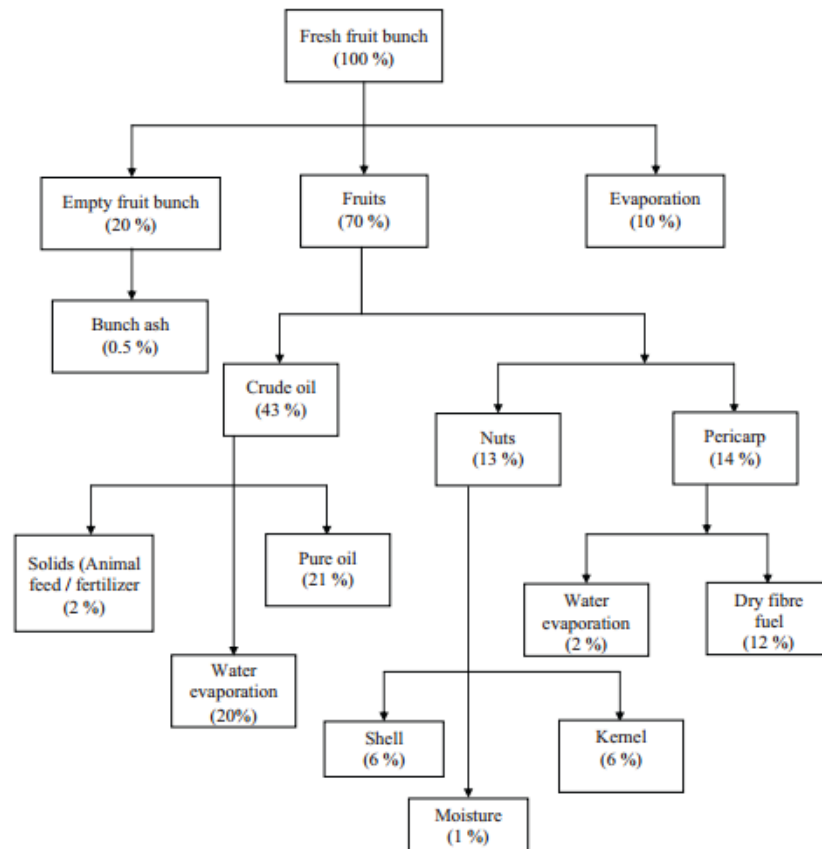 Fresh fruit bunch
(100 %)
Empty fruit bunch
(20 %)
Fruits
(70 %)
Evaporation
(10 %)
Bunch ash
(0.5 %)
Crude oil
(43 %)
Nuts
(13 %)
Pericarp
(14 %)
Solids (Animal
feed / fertilizer
(2 %)
Pure oil
(21 %)
Water
evaporation
(2 %)
Dry fibre
fuel
(12 %)
Water
evaporation
(20%)
Shell
(6 %)
Kernel
(6 %)
Moisture
(1 %)